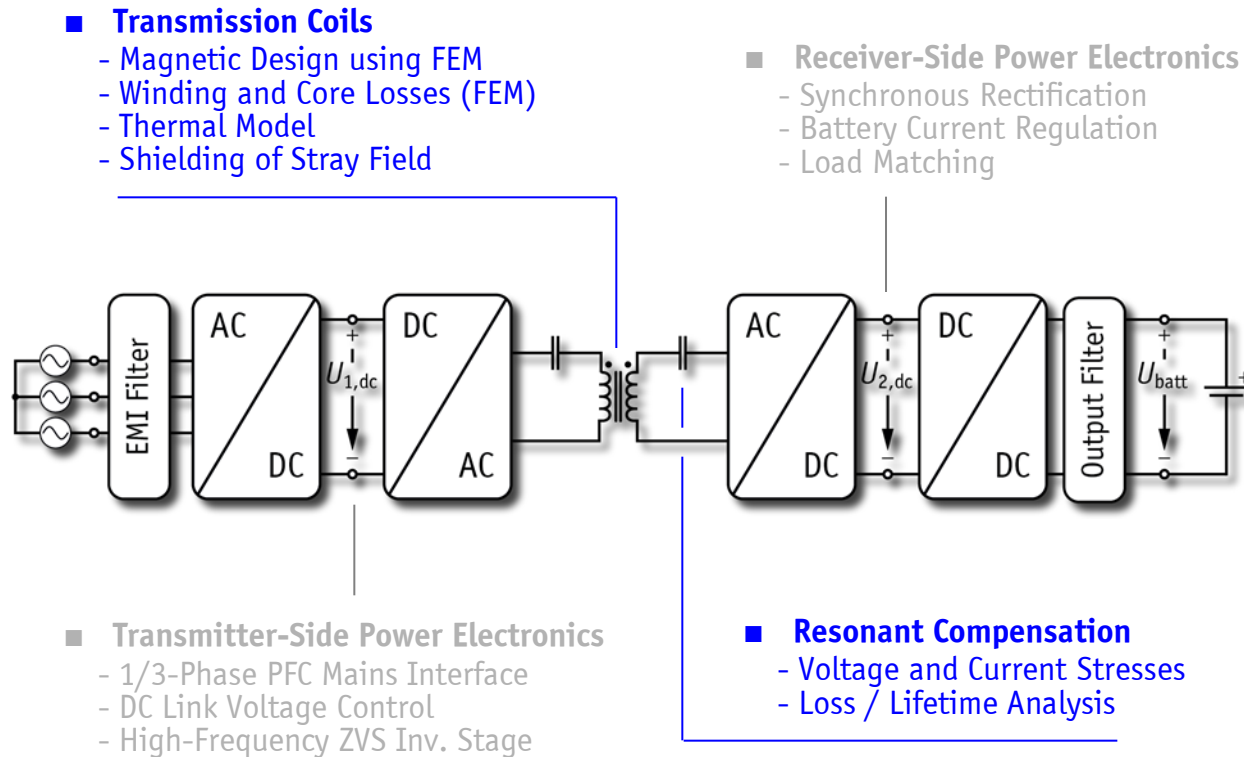 ■ Transmission Coils
- Magnetic Design using FEM
- Winding and Core Losses (FEM)
- Thermal Model
- Shielding of Stray Field
■ Receiver-Side Power Electronics
- Synchronous Rectification
- Battery Current Regulation
- Load Matching
EMI Filter
AC
DC
+
U1,dc
−
DC
AC
AC
DC
+
U2,dc
−
DC
DC
Output Filter
+
Ubatt
−
+
■ Transmitter-Side Power Electronics
- 1/3-Phase PFC Mains Interface
- DC Link Voltage Control
- High-Frequency ZVS Inv. Stage
■ Resonant Compensation
- Voltage and Current Stresses
- Loss / Lifetime Analysis